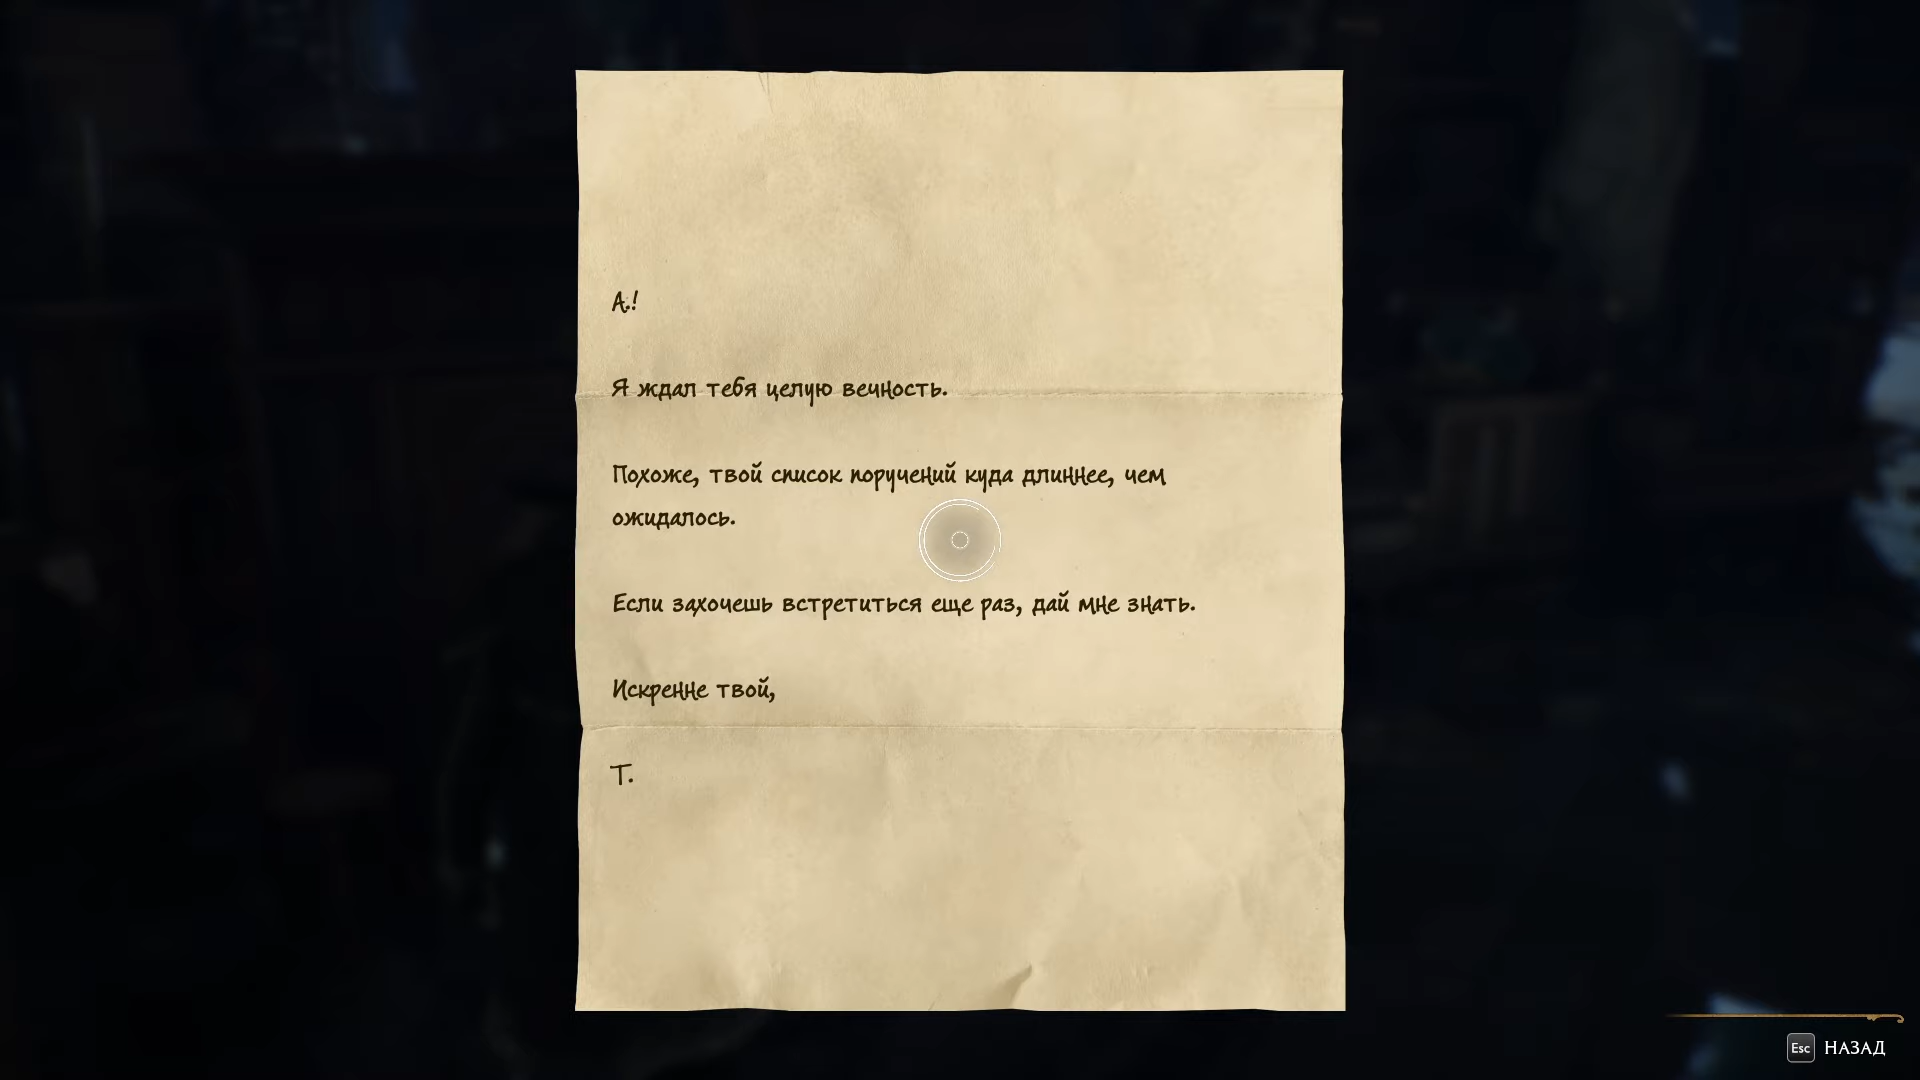 А.!
Я ждал тебя целую вечность.
Похоже, твой список поручений куда длиннее, чем
ожидалось.
Если захочешь встретиться еще раз, дай мне знать.
Искренне твой,
Т.
Esc НАЗАД